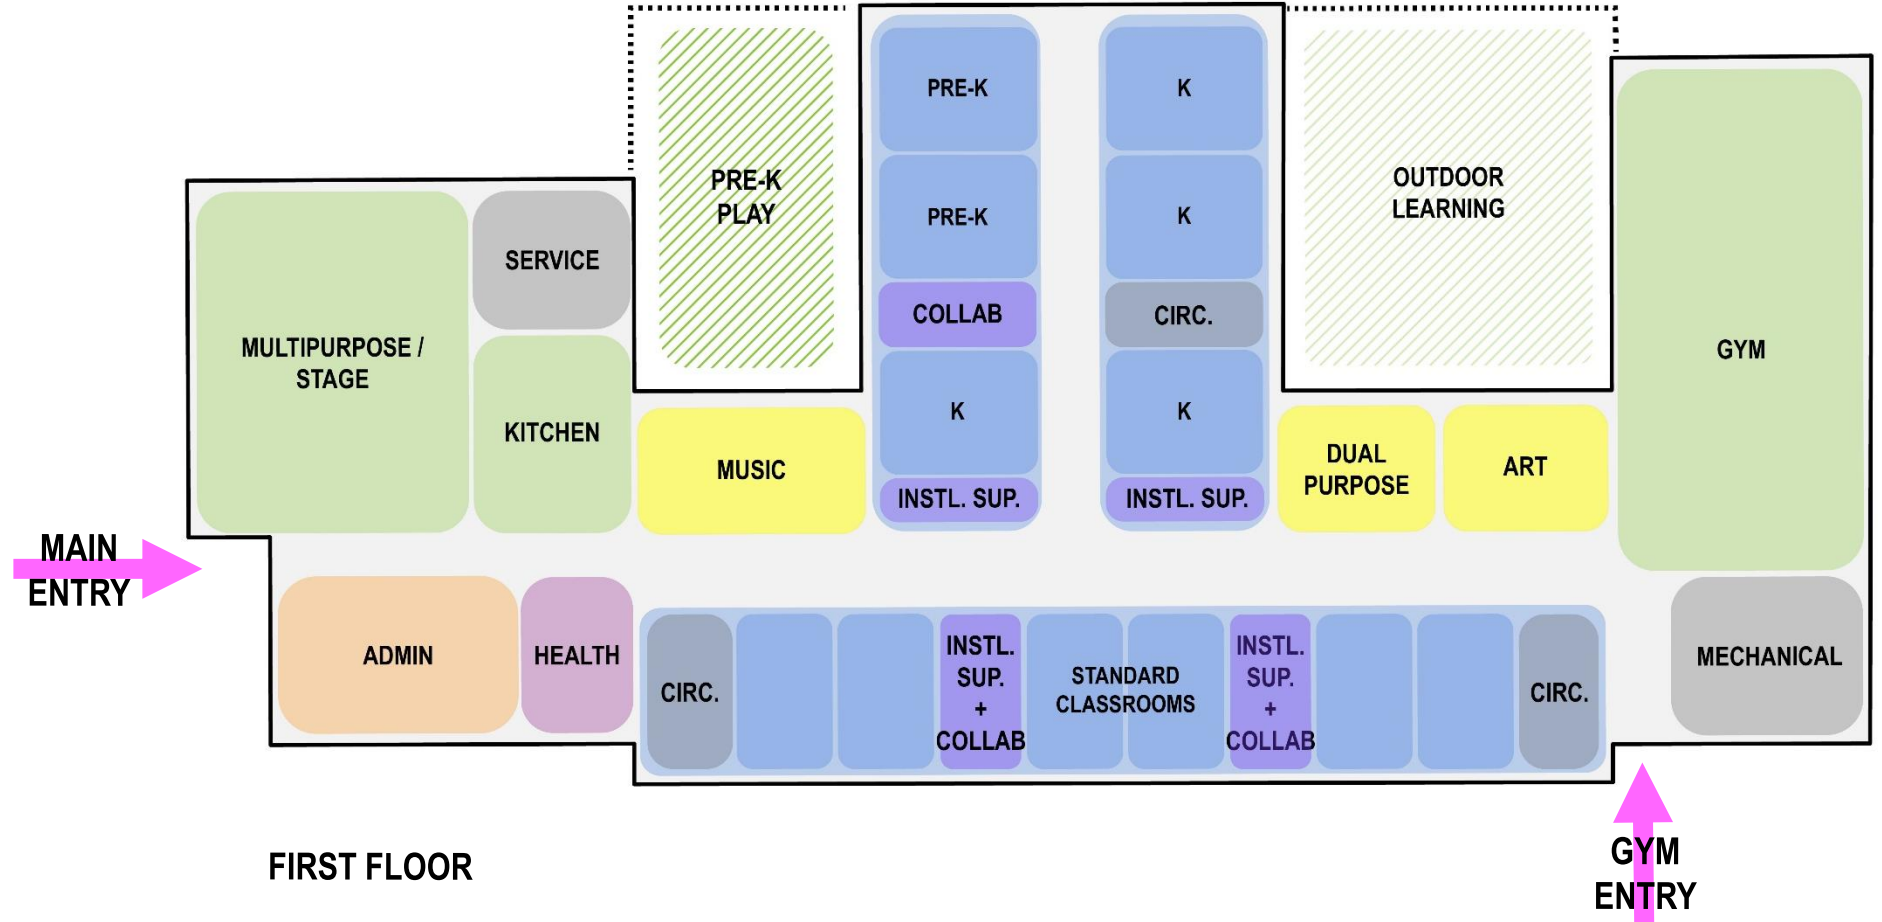 PRE-K
K
PRE-K
PLAY
OUTDOOR
LEARNING
PRE-K
K
SERVICE
COLLAB
CIRC.
MULTIPURPOSE /
STAGE
GYM
K
K
KITCHEN
MUSIC
DUAL
PURPOSE
ART
INSTL. SUP.
INSTL. SUP.
MAIN
ENTRY
ADMIN
HEALTH
CIRC.
INSTL.
SUP.
+
COLLAB
STANDARD
CLASSROOMS
INSTL.
SUP.
+
COLLAB
CIRC.
MECHANICAL
FIRST FLOOR
GYM
ENTRY